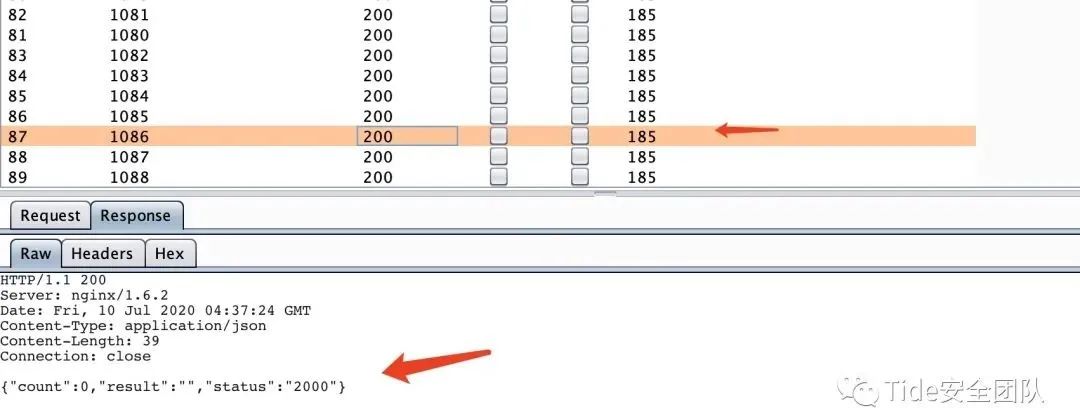 82 1081 200 185
81 1080 200 185
83 1082 200 185
84 1083 200 185
85 1084 200 185
86 1085 200 185
87 1086 200 185
88 1087 200 185
89 1088 200 185
Request Response
Raw Headers Hex
HTTP/1.1 200
Server: nginx/1.6.2
Date: Fri, 10 Jul 2020 04:37:24 GMT
Content-Type: application/json
Content-Length: 39
Connection: close
{"count":0,"result":"","status":"2000"}
Tide安全团队